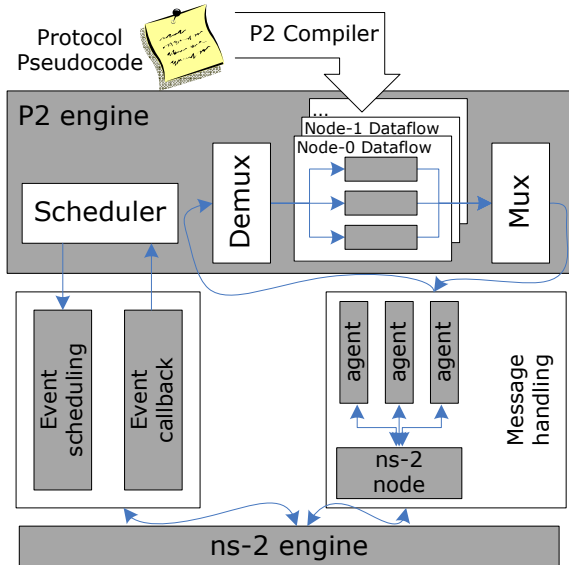 Protocol
Pseudocode
P2 Compiler
P2 engine
...
Node-1 Dataflow
Node-0 Dataflow
Scheduler
Demux
Mux
Event
scheduling
Event
callback
agent
agent
agent
Message
handling
ns-2
node
ns-2 engine